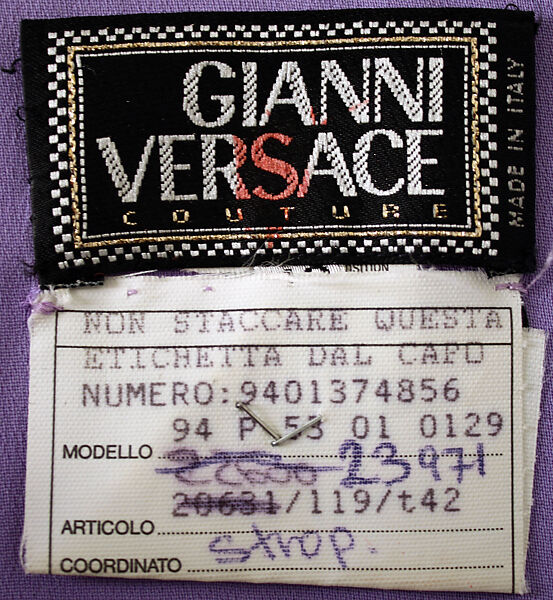 GIANNI
VERSACE
COUTURE
MADE IN ITALY
NON STACCARE QUESTA
ETICHETTA DAL CAPO
NUMERO:9401374856
94 P 53 01 0129
MODELLO 23971
20631/119/t42
ARTICOLO strap.
COORDINATO